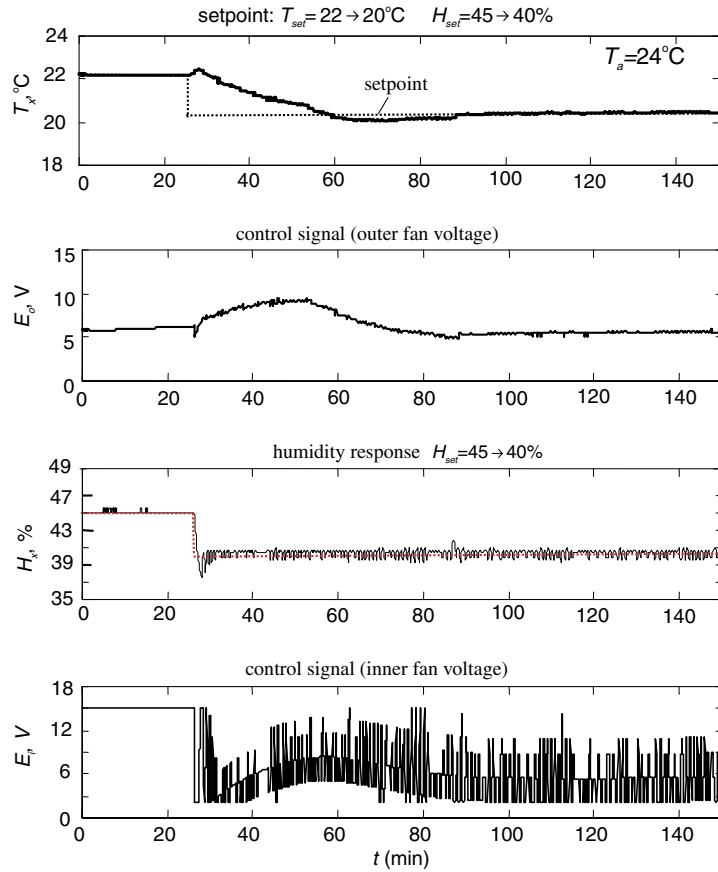 setpoint: T_set = 22 → 20°C H_set = 45 → 40%
T_x, °C
24
22
20
18
T_a = 24°C
setpoint
0 20 40 60 80 100 120 140
control signal (outer fan voltage)
E_o, V
15
10
5
0
0 20 40 60 80 100 120 140
humidity response H_set = 45 → 40%
H_x, %
49
47
43
39
35
0 20 40 60 80 100 120 140
control signal (inner fan voltage)
E_i, V
18
12
6
0
0 20 40 60 80 100 120 140
t (min)